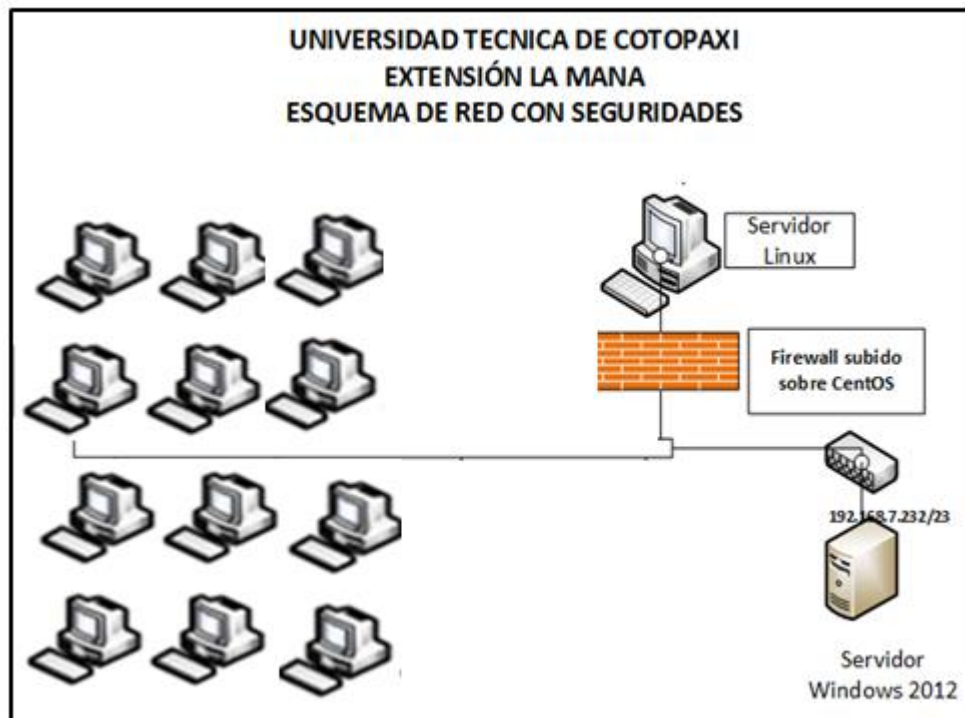 UNIVERSIDAD TECNICA DE COTOPAXI
EXTENSIÓN LA MANA
ESQUEMA DE RED CON SEGURIDADES
Servidor
Linux
Firewall subido
sobre CentOS
192.168.7.232/23
Servidor
Windows 2012